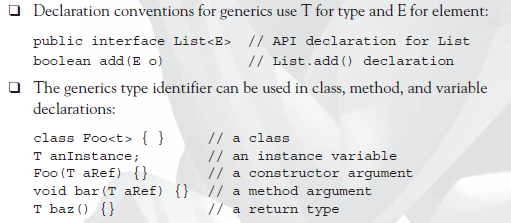 ❑ Declaration conventions for generics use T for type and E for element:
public interface List<E> // API declaration for List
boolean add(E o) // List.add() declaration
❑ The generics type identifier can be used in class, method, and variable
declarations:
class Foo<t> { } // a class
T anInstance; // an instance variable
Foo(T aRef) {} // a constructor argument
void bar(T aRef) {} // a method argument
T baz() {} // a return type